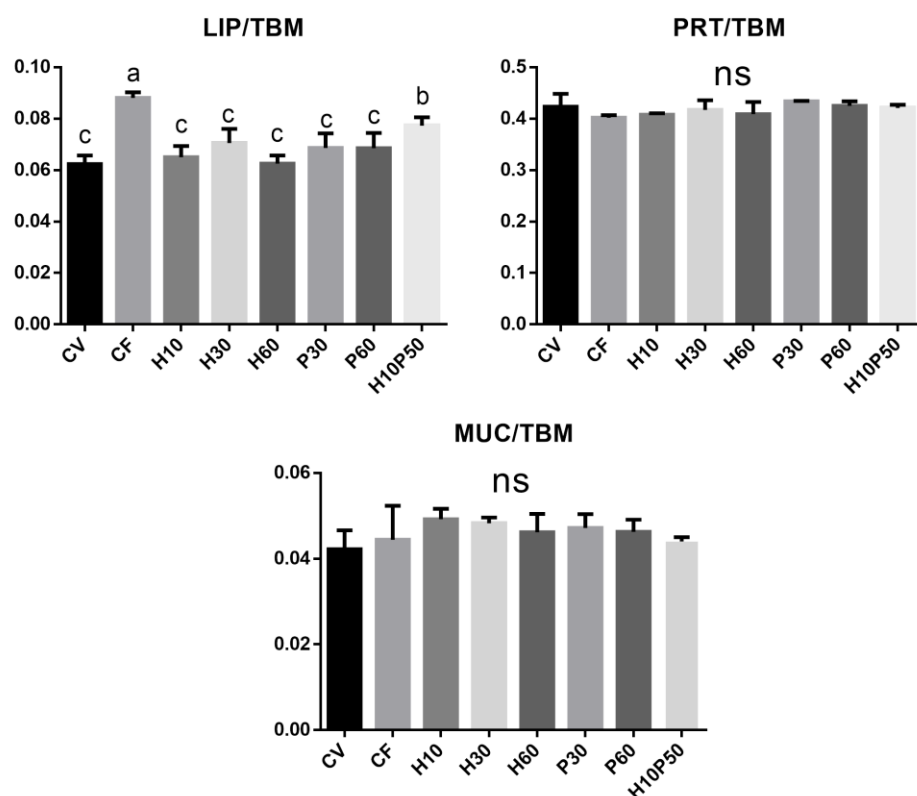 LIP/TBM
0.10
0.08
0.06
0.04
0.02
0.00
c
a
c
c
c
c
c
b
CV
CF
H10
H30
H60
P30
P60
H10P50
PRT/TBM
0.5
0.4
0.3
0.2
0.1
0.0
ns
CV
CF
H10
H30
H60
P30
P60
H10P50
MUC/TBM
0.06
0.04
0.02
0.00
ns
CV
CF
H10
H30
H60
P30
P60
H10P50